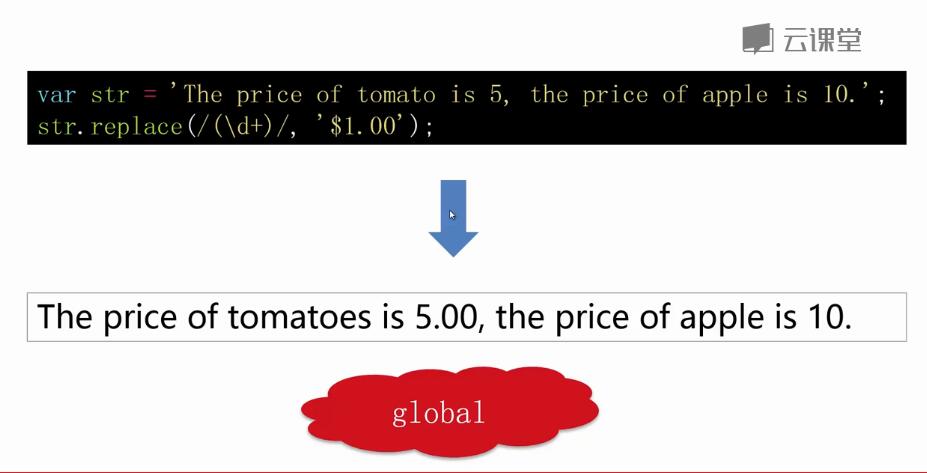 云课堂
var str = 'The price of tomato is 5, the price of apple is 10.';
str.replace(/(\d+)/, '$1.00');
The price of tomatoes is 5.00, the price of apple is 10.
global